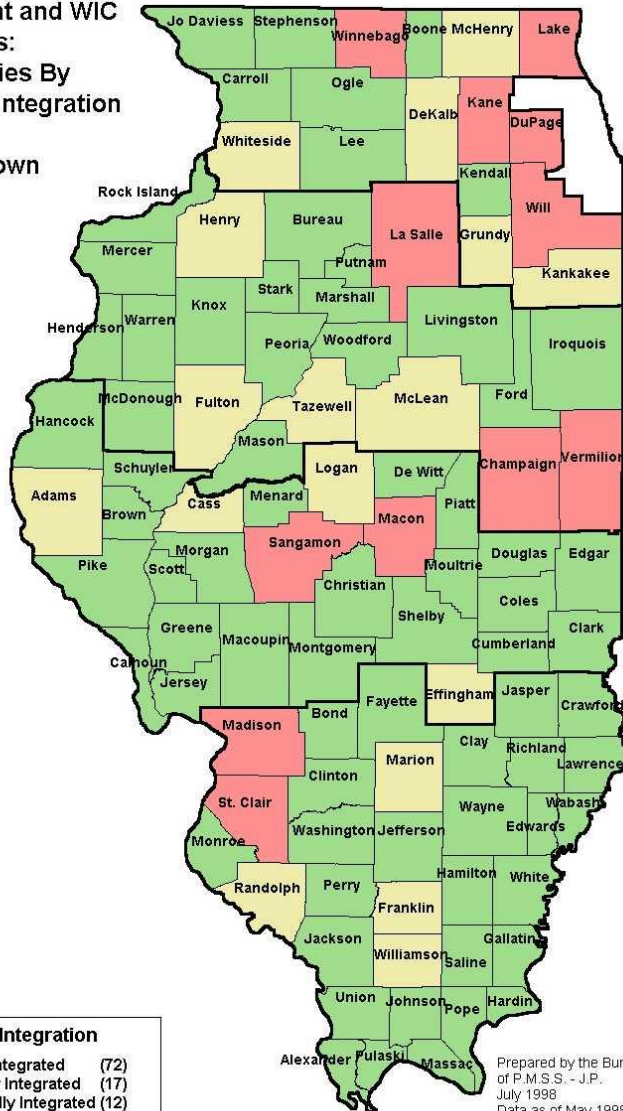 nt and WIC
s:
ies By
ntegration
own
Jo Daviess Stephenson Winnebago Boone McHenry Lake
Carroll Ogle DeKalb Kane DuPage
Whiteside Lee Kendall
Rock Island Henry Bureau La Salle Grundy Will
Mercer Putnam Kankakee
Henderson Warren Knox Stark Marshall Livingston Iroquois
Peoria Woodford
Hancock McDonough Fulton Tazewell McLean Ford
Mason
Adams Schuyler Cass Menard Logan De Witt Champaign Vermilion
Brown Piatt
Pike Scott Morgan Sangamon Macon Moultrie Douglas Edgar
Christian Coles
Greene Macoupin Montgomery Shelby Cumberland Clark
Calhoun Jersey
Madison Bond Fayette Effingham Jasper Crawford
Clinton Marion Clay Richland Lawrence
St. Clair Wayne Wabash
Monroe Washington Jefferson Edwards
Randolph Perry Hamilton White
Franklin
Jackson Williamson Saline Gallatin
Union Johnson Pope Hardin
Alexander Pulaski Massac
Integration
ntegrated (72)
Integrated (17)
lly Integrated (12)
Prepared by the Bur
of P.M.S.S. - J.P.
July 1998
Data as of May 1998